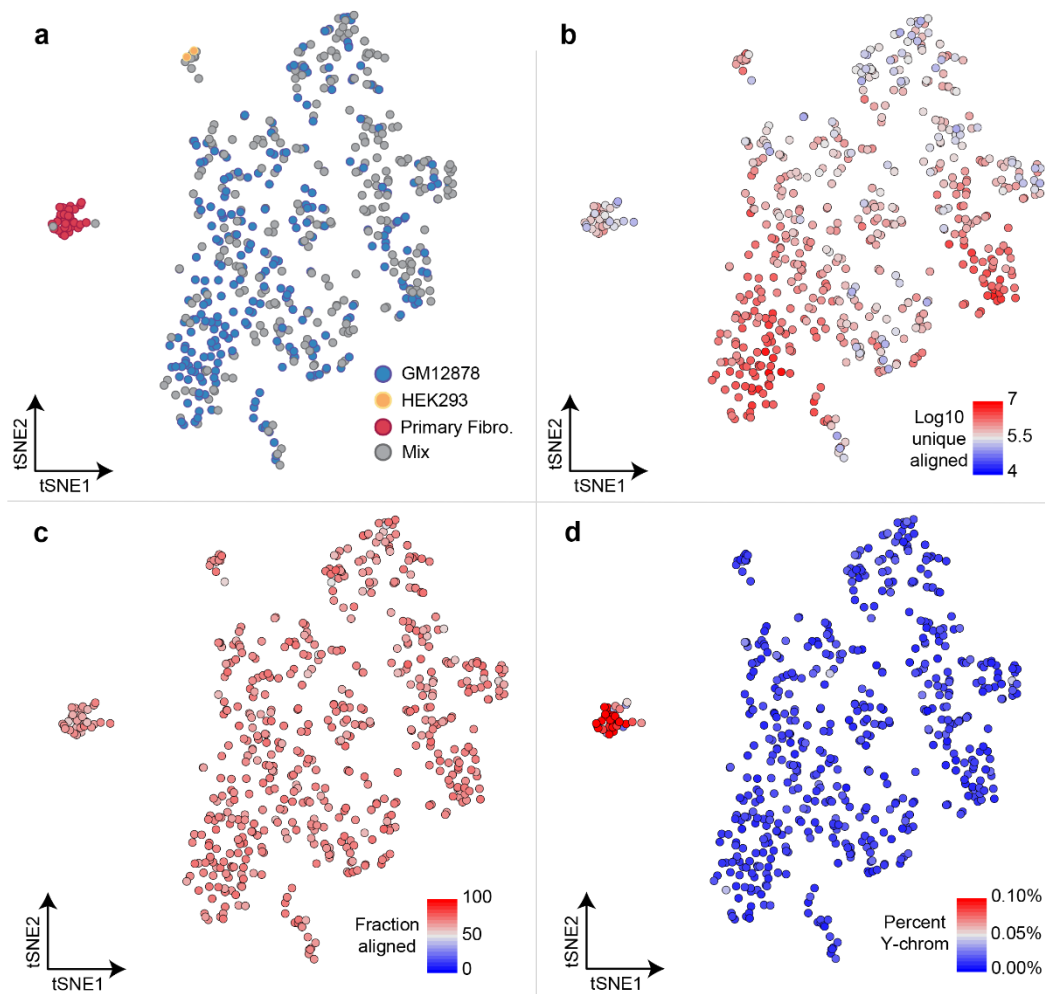 a
GM12878
HEK293
Primary Fibro.
Mix
tSNE2
tSNE1
b
Log10
unique
aligned
7
5.5
4
tSNE2
tSNE1
c
Fraction
aligned
100
50
0
tSNE2
tSNE1
d
Percent
Y-chrom
0.10%
0.05%
0.00%
tSNE2
tSNE1